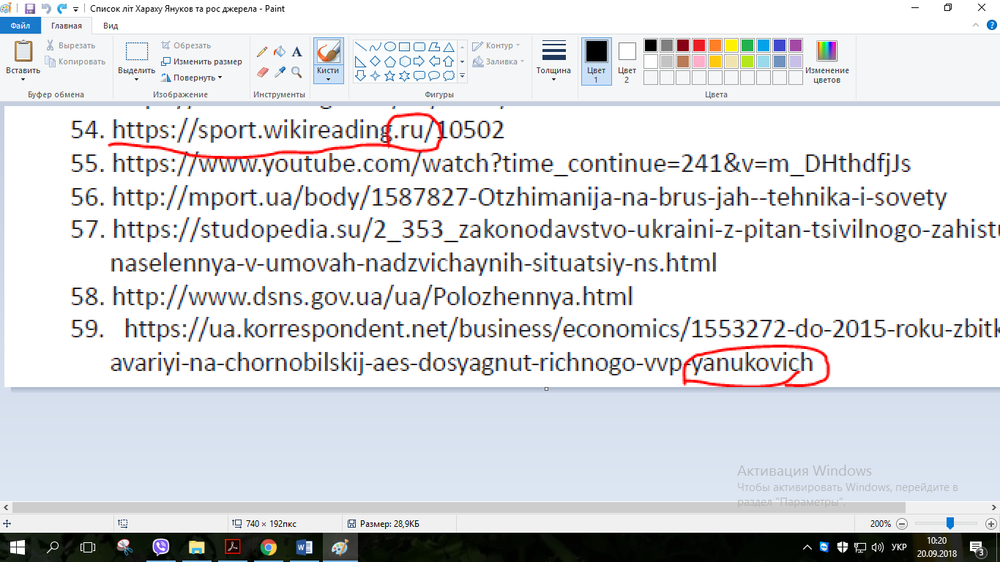 Список літ Хараху Януков та рос джерела - Paint
Файл Главная Вид
Вставить
Вырезать
Копировать
Буфер обмена
Выделить
Обрезать
Изменить размер
Повернуть
Изображение
Инструменты
Кисти
Контур
Заливка
Фигуры
Толщина
Цвет 1
Цвет 2
Изменение цветов
Цвета
54. https://sport.wikireading.ru/10502
55. https://www.youtube.com/watch?time_continue=241&v=m_DHthdfjJs
56. http://mport.ua/body/1587827-Otzhimanija-na-brus-jah--tehnika-i-sovety
57. https://studopedia.su/2_353_zakonodavstvo-ukraini-z-pitan-tsivilnogo-zahistu
naselennya-v-umovah-nadzvichaynih-situatsiy-ns.html
58. http://www.dsns.gov.ua/ua/Polozhennya.html
59. https://ua.korrespondent.net/business/economics/1553272-do-2015-roku-zbitk
avariyi-na-chornobilskij-aes-dosyagnut-richnogo-vvp-yanukovich
Активация Windows
Чтобы активировать Windows, перейдите в
раздел "Параметры".
740 × 192пкс Размер: 28,9КБ 200%
УКР 10:20
20.09.2018 3